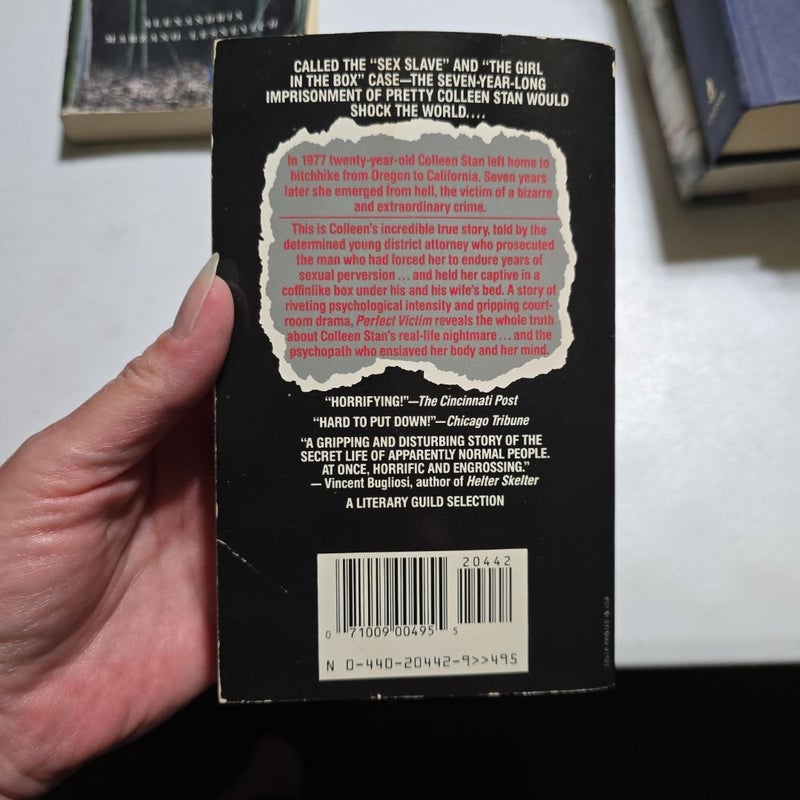 ALEXANDRIA
MARZANO-LESNEVICH
CALLED THE “SEX SLAVE” AND “THE GIRL
IN THE BOX” CASE—THE SEVEN-YEAR-LONG
IMPRISONMENT OF PRETTY COLLEEN STAN WOULD
SHOCK THE WORLD....
In 1977 twenty-year-old Colleen Stan left home to
hitchhike from Oregon to California. Seven years
later she emerged from hell, the victim of a bizarre
and extraordinary crime.
This is Colleen's incredible true story, told by the
determined young district attorney who prosecuted
the man who had forced her to endure years of
sexual perversion... and held her captive in a
coffinlike box under his and his wife's bed. A story of
riveting psychological intensity and gripping court-
room drama, Perfect Victim reveals the whole truth
about Colleen Stan's real-life nightmare... and the
psychopath who enslaved her body and her mind.
“HORRIFYING!”—The Cincinnati Post
“HARD TO PUT DOWN!”—Chicago Tribune
“A GRIPPING AND DISTURBING STORY OF THE
SECRET LIFE OF APPARENTLY NORMAL PEOPLE.
AT ONCE, HORRIFIC AND ENGROSSING.”
— Vincent Bugliosi, author of Helter Skelter
A LITERARY GUILD SELECTION
20442
0 71009 00495 5
N 0-440-20442-9>>495
COVER PRINTED IN USA